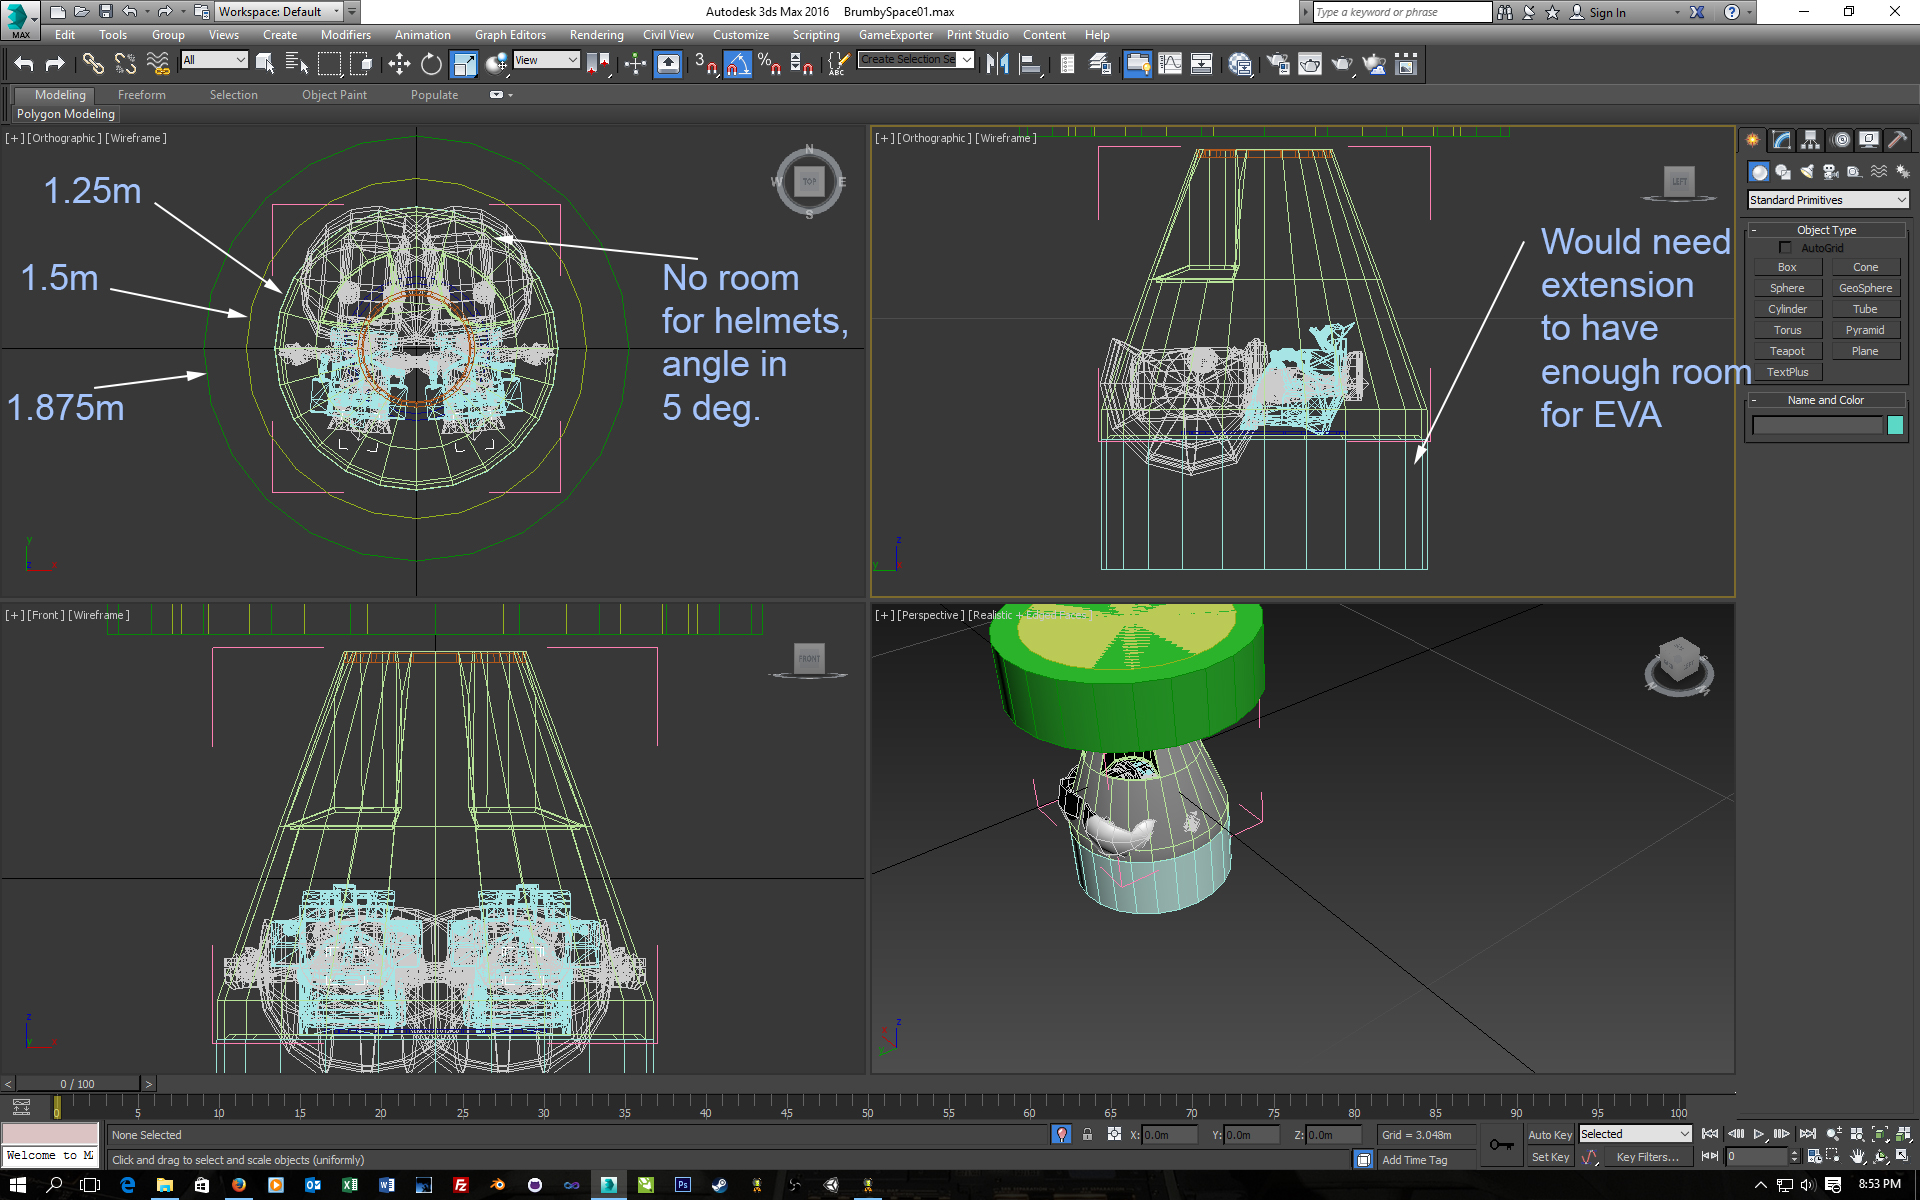 Workspace: Default
Autodesk 3ds Max 2016 BrumbySpace01.max
Type a keyword or phrase
Sign In
MAX
Edit Tools Group Views Create Modifiers Animation Graph Editors Rendering Civil View Customize Scripting GameExporter Print Studio Content Help
All
View
3
ABC
Create Selection Se
Modeling Freeform Selection Object Paint Populate
Polygon Modeling
[+] [Orthographic] [Wireframe]
1.25m
1.5m
1.875m
No room
for helmets,
angle in
5 deg.
N
W
TOP
E
S
[+] [Orthographic] [Wireframe]
LEFT
Would need
extension
to have
enough room
for EVA
[+] [Front] [Wireframe]
FRONT
[+] [Perspective] [Realistic + Edged Faces]
Standard Primitives
Object Type
AutoGrid
Box Cone
Sphere GeoSphere
Cylinder Tube
Torus Pyramid
Teapot Plane
TextPlus
Name and Color
0 / 100
0 5 10 15 20 25 30 35 40 45 50 55 60 65 70 75 80 85 90 95 100
None Selected
X: 0.0m Y: 0.0m Z: 0.0m Grid = 3.048m
Auto Key Selected
Welcome to M
Click and drag to select and scale objects (uniformly)
Add Time Tag
Set Key Key Filters...
0
8:53 PM